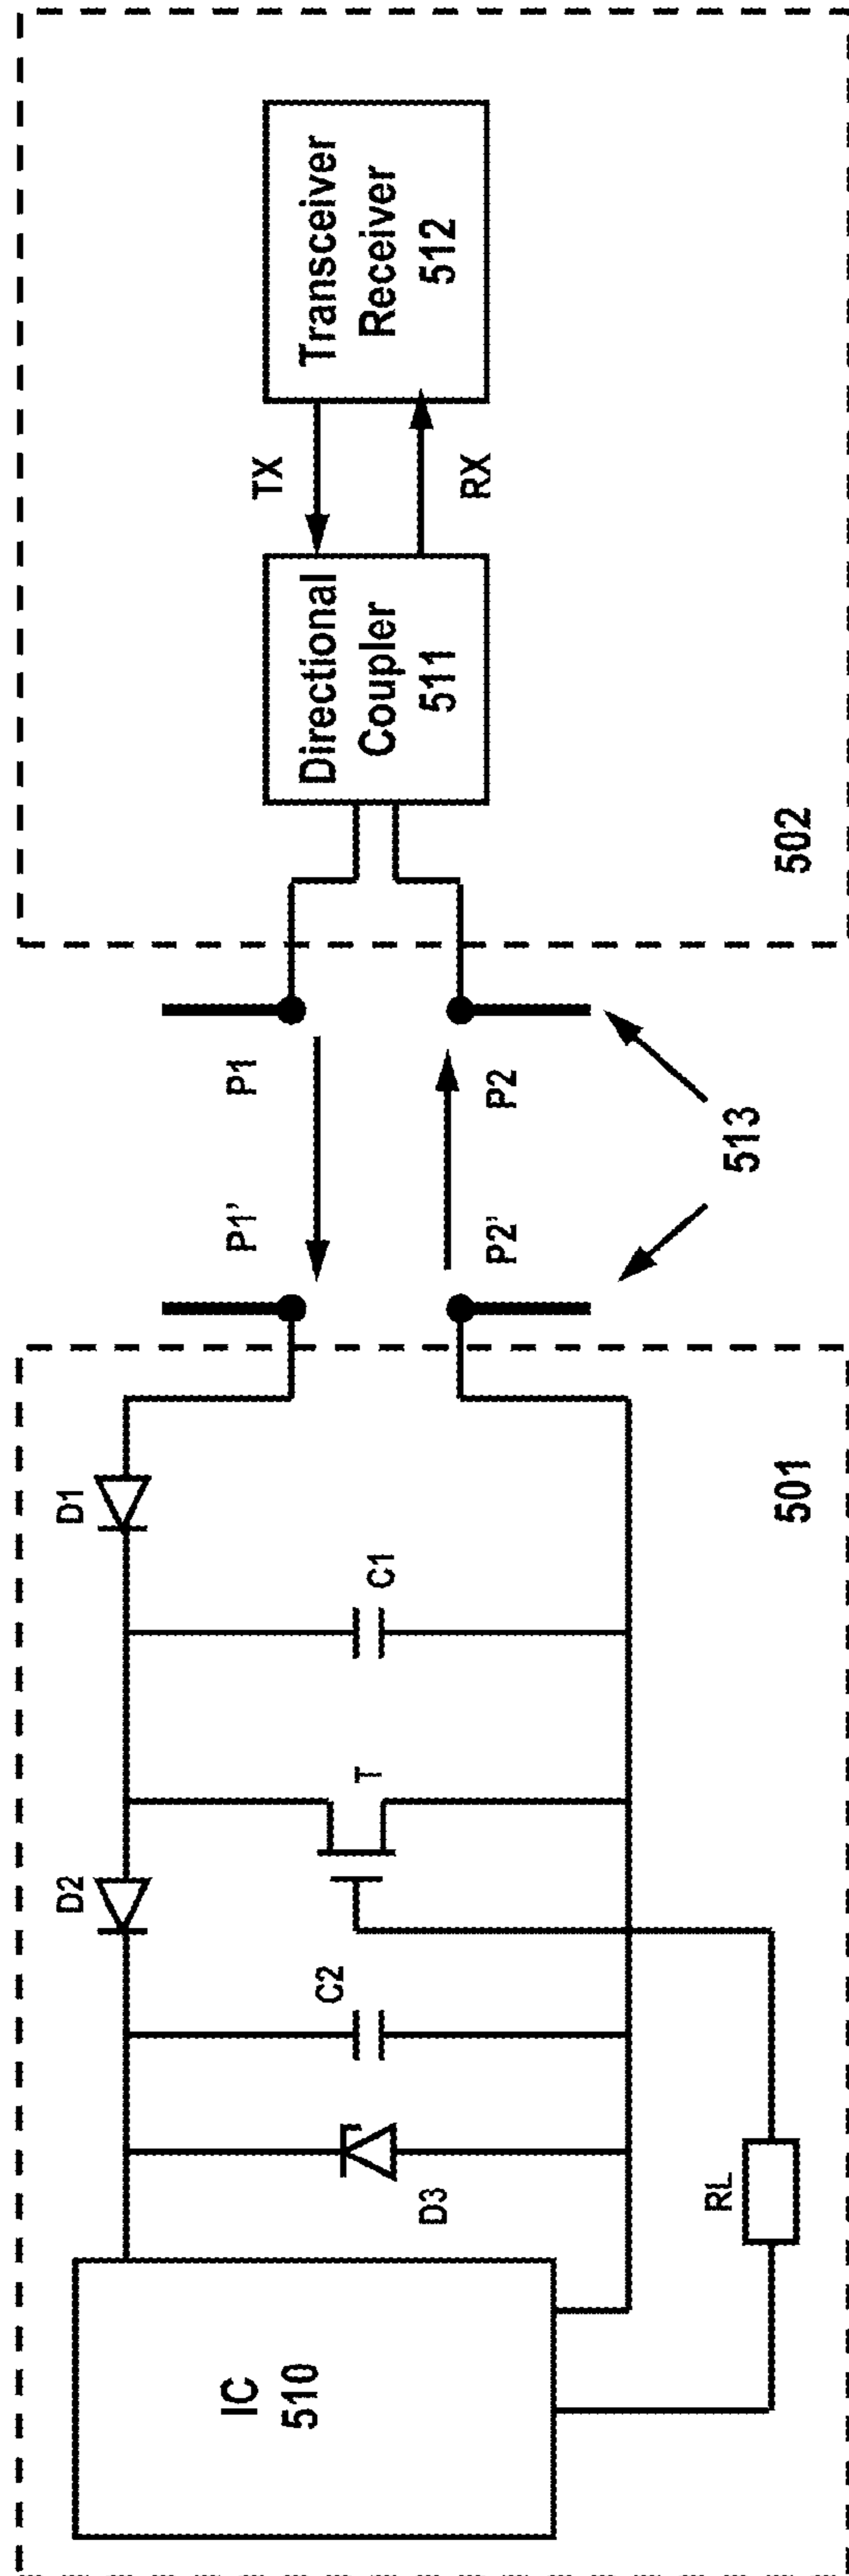 IC
510
D3
C2
D2
T
C1
D1
RL
501
P1'
P1
P2'
P2
513
Directional
Coupler
511
TX
RX
Transceiver
Receiver
512
502